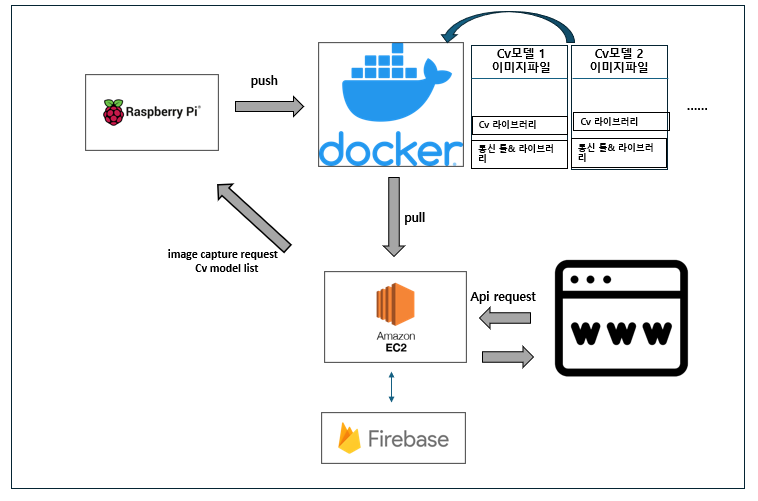 push
Raspberry Pi
docker
Cv모델 1
이미지파일
Cv 라이브러리
통신 툴& 라이브러
리
Cv모델 2
이미지파일
Cv 라이브러리
통신 툴& 라이브러
리
......
pull
image capture request
Cv model list
Amazon
EC2
Api request
W W W
Firebase